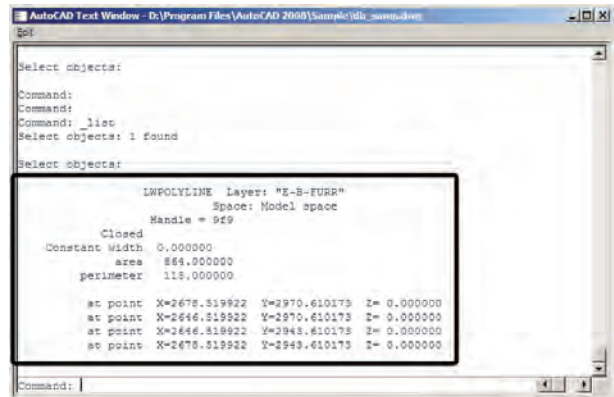 AutoCAD Text Window - D:\Program Files\AutoCAD 2008\Sample\db_samp.dwg
Edit
Select objects:
Command:
Command:
Command: _list
Select objects: 1 found
Select objects:
LWPOLYLINE Layer: "E-B-FURR"
Space: Model space
Handle = 9f9
Closed
Constant width 0.000000
area 864.000000
perimeter 118.000000
at point X=2678.519922 Y=2970.610173 Z= 0.000000
at point X=2646.519922 Y=2970.610173 Z= 0.000000
at point X=2646.519922 Y=2943.610173 Z= 0.000000
at point X=2678.519922 Y=2943.610173 Z= 0.000000
Command: